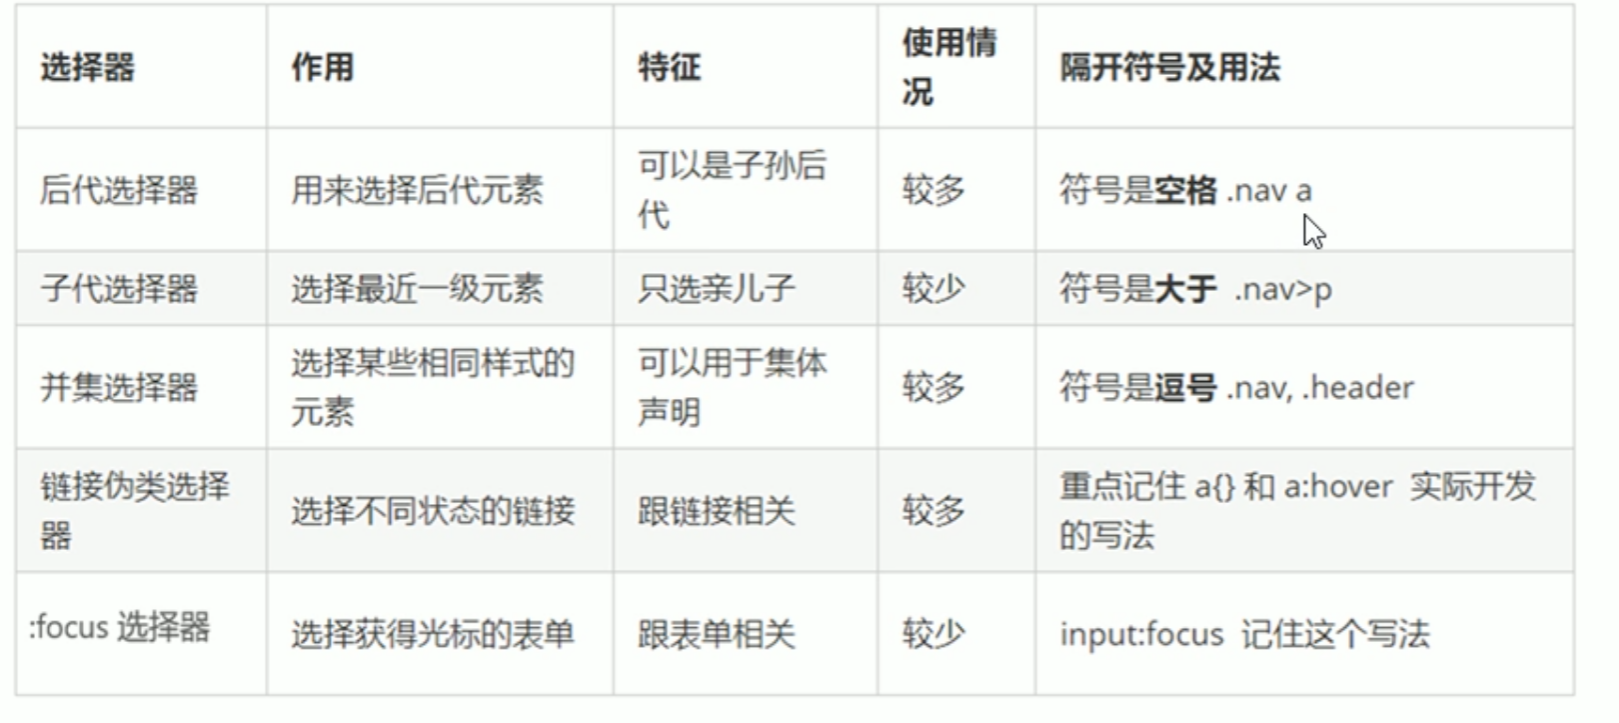 选择器 作用 特征 使用情况 隔开符号及用法
后代选择器 用来选择后代元素 可以是子孙后代 较多 符号是空格 .nav a
子代选择器 选择最近一级元素 只选亲儿子 较少 符号是大于 .nav>p
并集选择器 选择某些相同样式的元素 可以用于集体声明 较多 符号是逗号 .nav, .header
链接伪类选择器 选择不同状态的链接 跟链接相关 较多 重点记住 a{} 和 a:hover 实际开发的写法
:focus 选择器 选择获得光标的表单 跟表单相关 较少 input:focus 记住这个写法